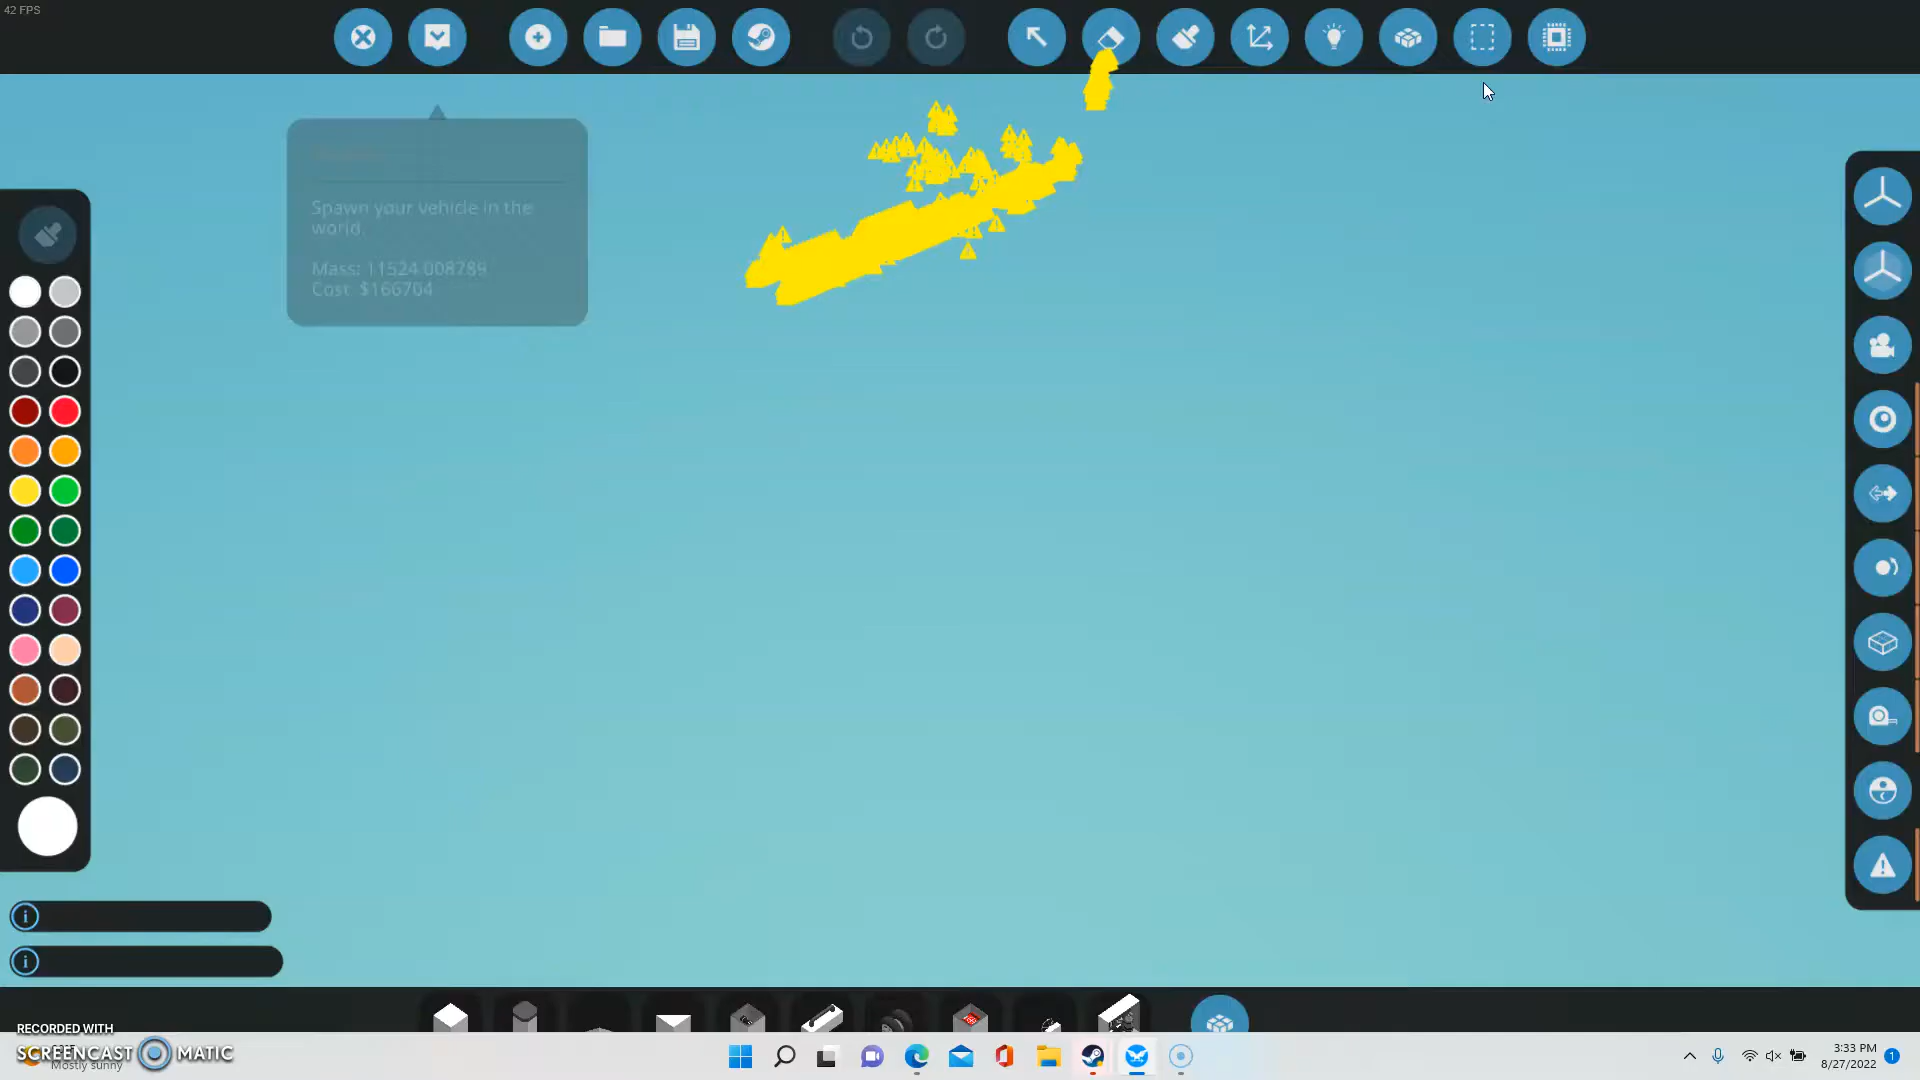 42 FPS
Spawn your vehicle in the
world.
Mass: 11524.008789
Cost: $166704
RECORDED WITH
SCREENCAST MATIC
Mostly sunny
3:33 PM
8/27/2022
1